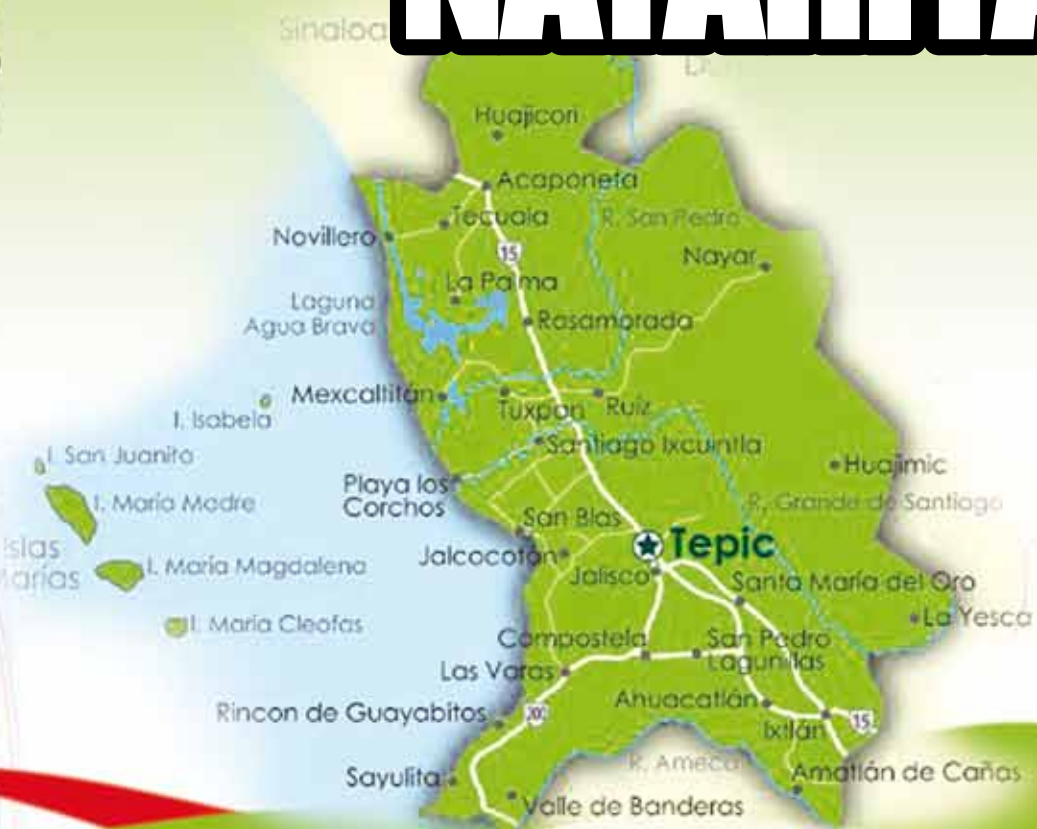 Sinaloa
Huajicori
Acaponeta
Tecuala
R. San Pedro
Novillero
15
Nayar
La Palma
Laguna
Agua Brava
Rosamorada
Mexcaltitán
I. Isabela
Tuxpan
Ruíz
Santiago Ixcuintla
I. San Juanito
Huajimic
Playa los
Corchos
I. María Madre
R. Grande de Santiago
San Blas
Islas
Marías
Jalcocotán
Tepic
I. María Magdalena
Jalisco
Santa María del Oro
La Yesca
I. María Cleofas
Compostela
San Pedro
Lagunillas
Las Varas
Ahuacatlán
Rincon de Guayabitos
200
Ixtlán
15
R. Ameca
Sayulita
Amatlán de Cañas
Valle de Banderas